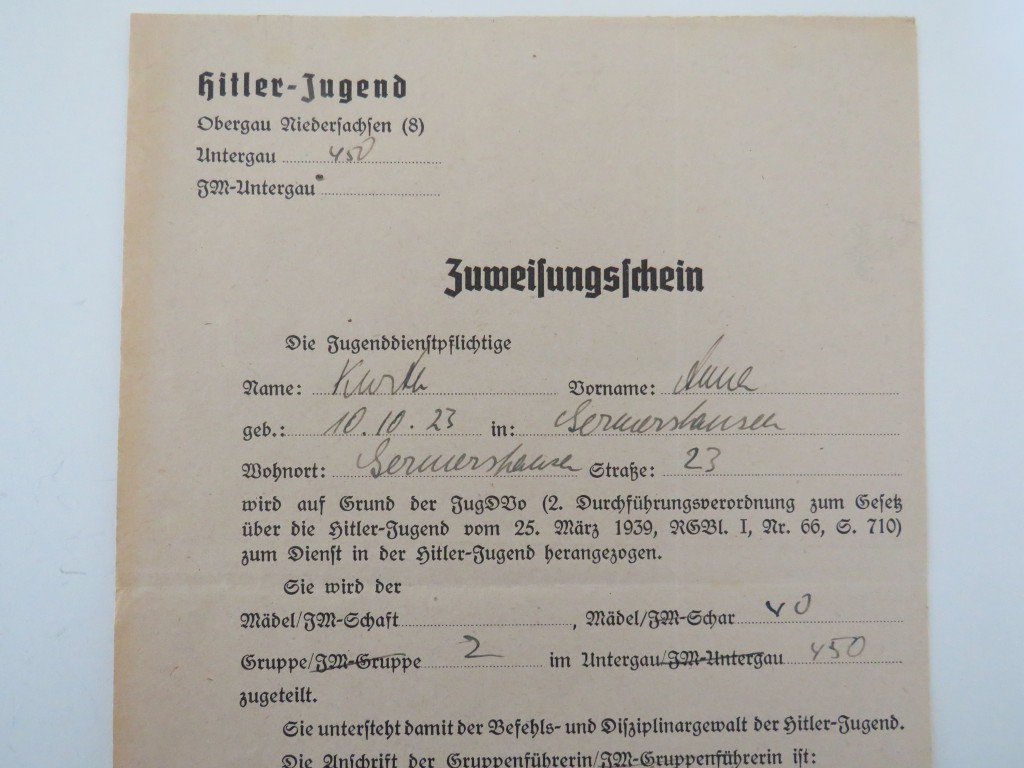 Hitler-Jugend
Obergau Niedersachsen (8)
Untergau 450
JM-Untergau
Zuweisungsschein
Die Jugenddienstpflichtige
Name: Kurth Vorname: Anna
geb.: 10.10.23 in: Germershausen
Wohnort: Germershausen Straße: 23
wird auf Grund der JugDVo (2. Durchführungsverordnung zum Gesetz
über die Hitler-Jugend vom 25. März 1939, RGBl. I, Nr. 66, S. 710)
zum Dienst in der Hitler-Jugend herangezogen.
Sie wird der
Mädel/JM-Schaft, Mädel/JM-Schar 40
Gruppe/JM-Gruppe 2 im Untergau/JM-Untergau 450
zugeteilt.
Sie untersteht damit der Befehls- und Disziplinargewalt der Hitler-Jugend.
Die Anschrift der Gruppenführerin/JM-Gruppenführerin ist: